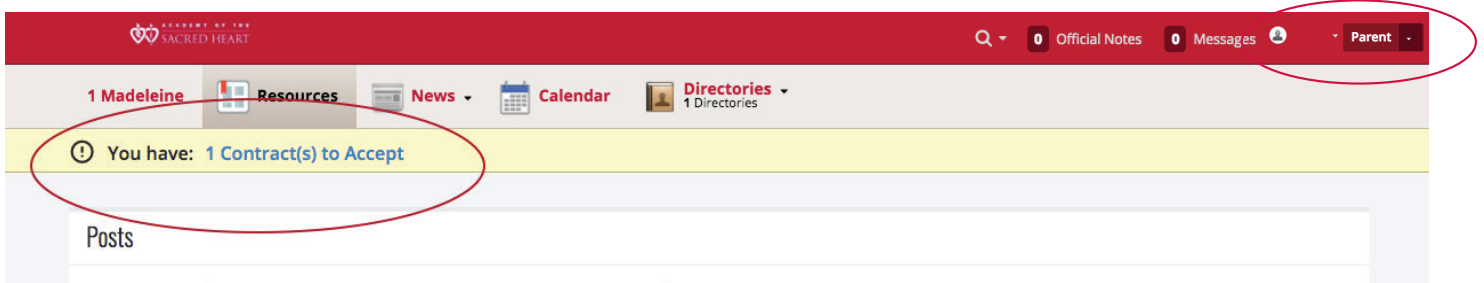 ACADEMY OF THE
SACRED HEART
0 Official Notes 0 Messages Parent
1 Madeleine Resources News Calendar Directories
1 Directories
You have: 1 Contract(s) to Accept
Posts